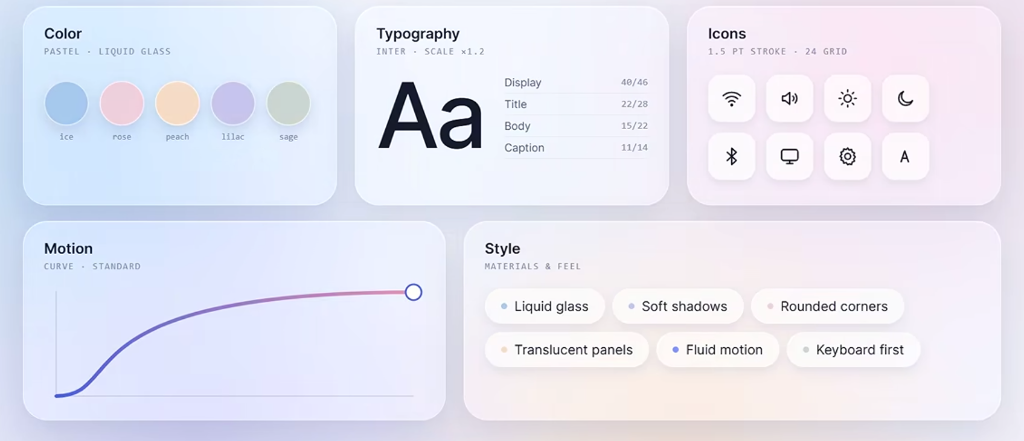 Color
PASTEL · LIQUID GLASS
ice rose peach lilac sage
Typography
INTER · SCALE ×1.2
Aa
Display 40/46
Title 22/28
Body 15/22
Caption 11/14
Icons
1.5 PT STROKE · 24 GRID
A
Motion
CURVE · STANDARD
Style
MATERIALS & FEEL
Liquid glass Soft shadows Rounded corners
Translucent panels Fluid motion Keyboard first